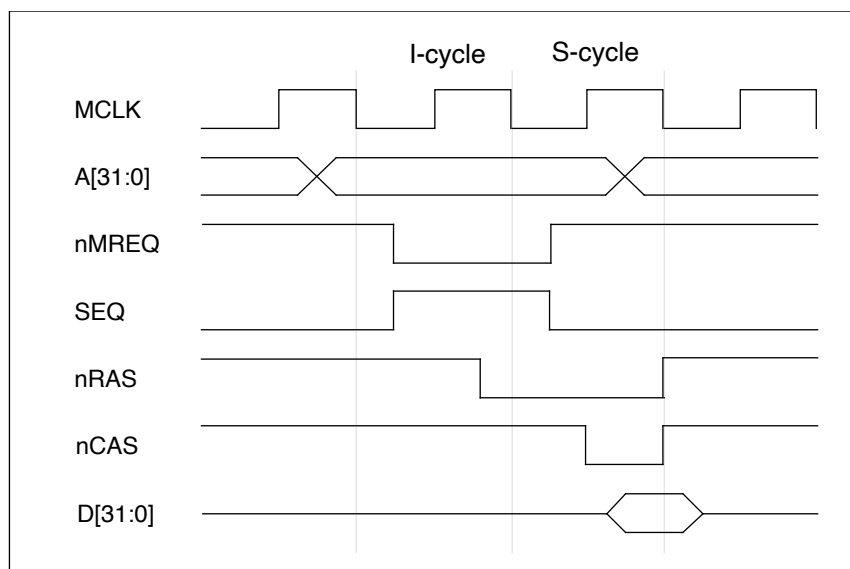 I-cycle S-cycle
MCLK
A[31:0]
nMREQ
SEQ
nRAS
nCAS
D[31:0]